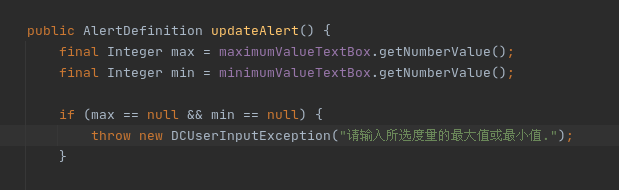 public AlertDefinition updateAlert() {
final Integer max = maximumValueTextBox.getNumberValue();
final Integer min = minimumValueTextBox.getNumberValue();
if (max == null && min == null) {
throw new DCUserInputException("请输入所选度量的最大值或最小值.");
}